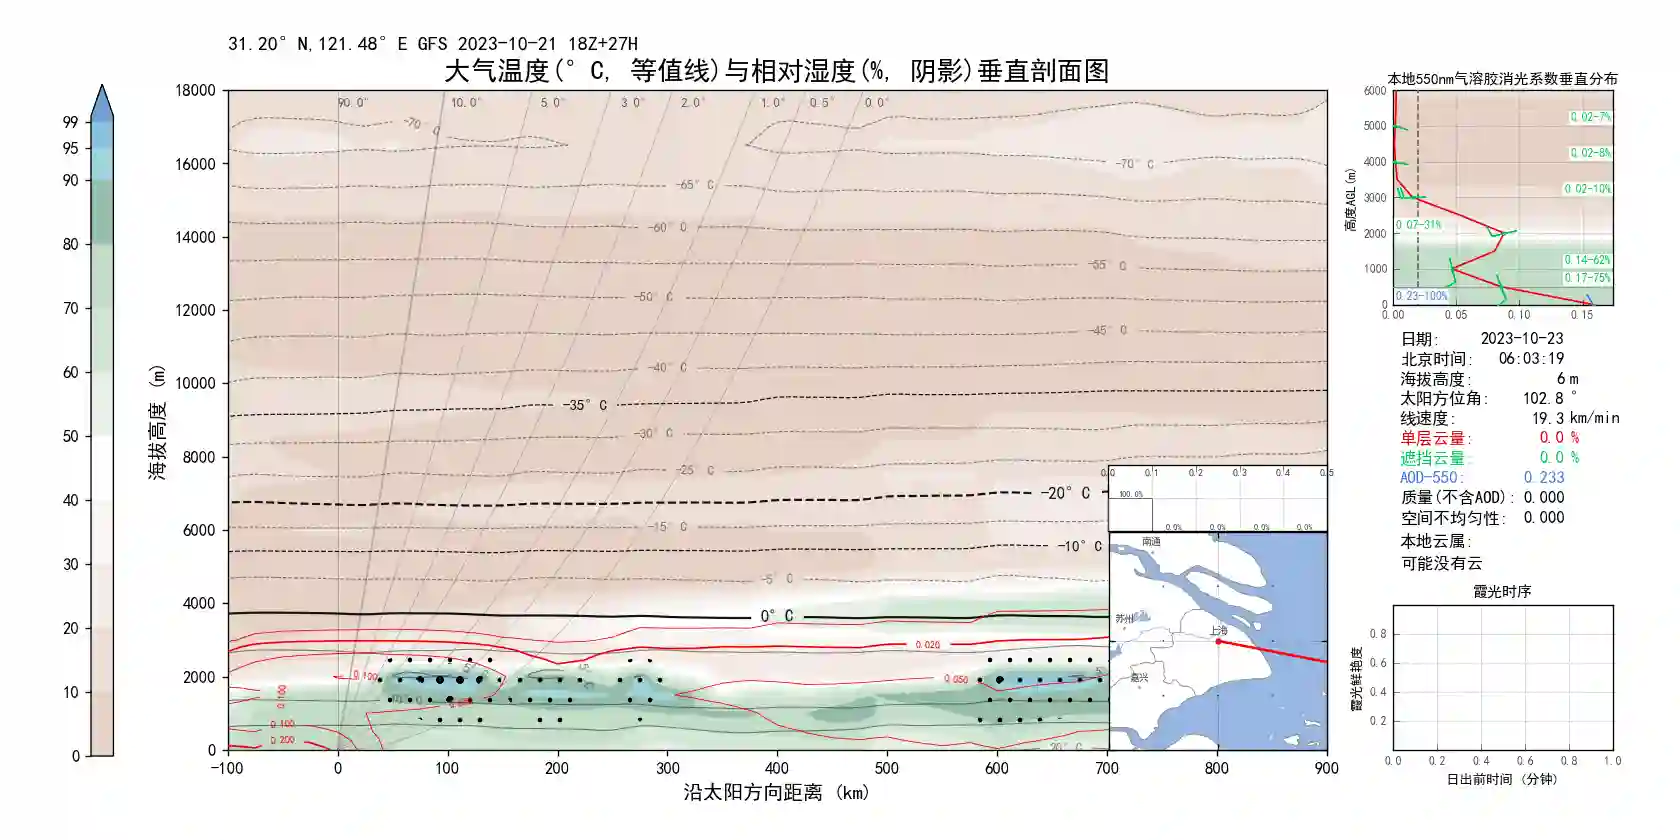 31.20° N,121.48° E GFS 2023-10-21 18Z+27H
大气温度(° C, 等值线)与相对湿度(%, 阴影)垂直剖面图
99
95
90
80
70
60
50
40
30
20
10
0
海拔高度 (m)
18000
16000
14000
12000
10000
8000
6000
4000
2000
0
90.0° 10.0° 5.0° 3.0° 2.0° 1.0° 0.5° 0.0°
-70° C
-70° C
-65° C
-60° C
-55° C
-50° C
-45° C
-40° C
-35° C
-30° C
-25° C
-20° C
-15° C
-10° C
-5° C
0° C
0.020
0.100
0.050
0.100
0.100
0.200
20° C
-100 0 100 200 300 400 500 600 700 800 900
沿太阳方向距离 (km)
0.0 0.1 0.2 0.3 0.4 0.5
100.0%
0.0% 0.0% 0.0% 0.0%
南通
苏州
上海
嘉兴
本地550nm气溶胶消光系数垂直分布
高度AGL(m)
6000
5000
4000
3000
2000
1000
0
0.02-7%
0.02-8%
0.02-10%
0.07-31%
0.14-62%
0.17-75%
0.23-100%
0.00 0.05 0.10 0.15
日期: 2023-10-23
北京时间: 06:03:19
海拔高度: 6 m
太阳方位角: 102.8 °
线速度: 19.3 km/min
单层云量: 0.0 %
遮挡云量: 0.0 %
AOD-550: 0.233
质量(不含AOD): 0.000
空间不均匀性: 0.000
本地云属:
可能没有云
霞光时序
霞光鲜艳度
0.8
0.6
0.4
0.2
0.0 0.2 0.4 0.6 0.8 1.0
日出前时间 (分钟)